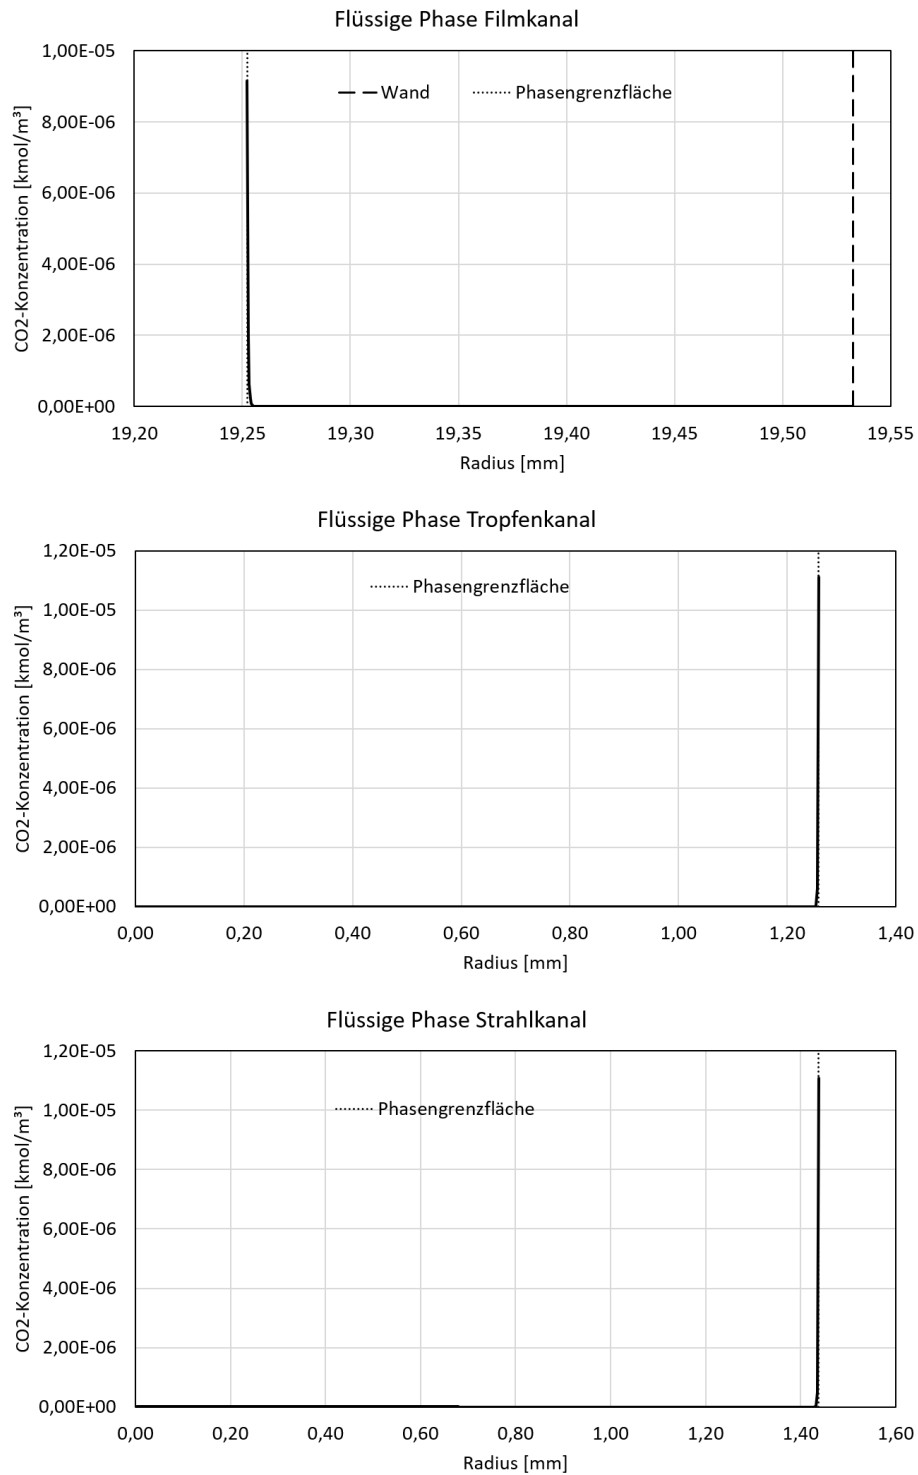 Flüssige Phase Filmkanal
1,00E-05
8,00E-06
6,00E-06
4,00E-06
2,00E-06
0,00E+00
CO2-Konzentration [kmol/m³]
Wand Phasengrenzfläche
19,20 19,25 19,30 19,35 19,40 19,45 19,50 19,55
Radius [mm]
Flüssige Phase Tropfenkanal
1,20E-05
1,00E-05
8,00E-06
6,00E-06
4,00E-06
2,00E-06
0,00E+00
CO2-Konzentration [kmol/m³]
Phasengrenzfläche
0,00 0,20 0,40 0,60 0,80 1,00 1,20 1,40
Radius [mm]
Flüssige Phase Strahlkanal
1,20E-05
1,00E-05
8,00E-06
6,00E-06
4,00E-06
2,00E-06
0,00E+00
CO2-Konzentration [kmol/m³]
Phasengrenzfläche
0,00 0,20 0,40 0,60 0,80 1,00 1,20 1,40 1,60
Radius [mm]